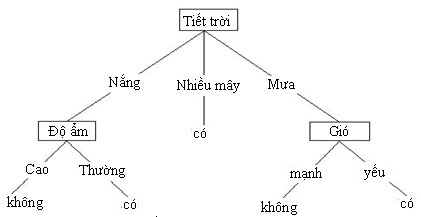 Tiết trời
Nắng
Nhiều mây
Mưa
Độ ẩm
có
Gió
Cao
Thường
mạnh
yếu
không
có
không
có